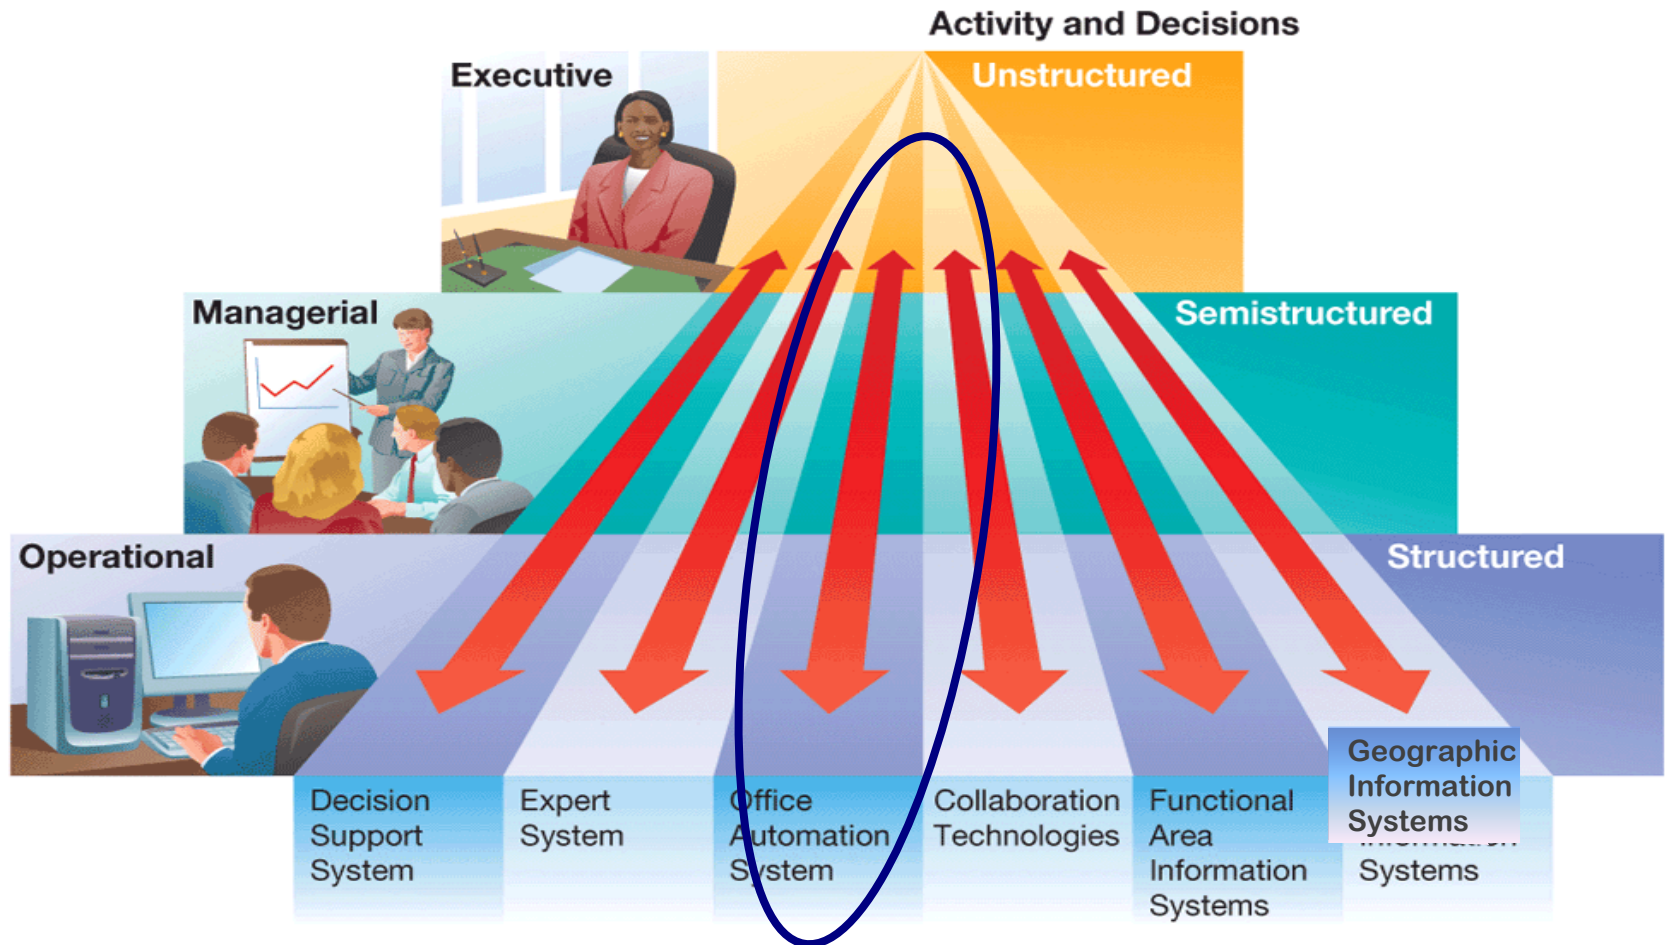 Activity and Decisions
Executive
Unstructured
Managerial
Semistructured
Operational
Structured
Decision
Support
System
Expert
System
Office
Automation
System
Collaboration
Technologies
Functional
Area
Information
Systems
Geographic
Information
Systems
Systems